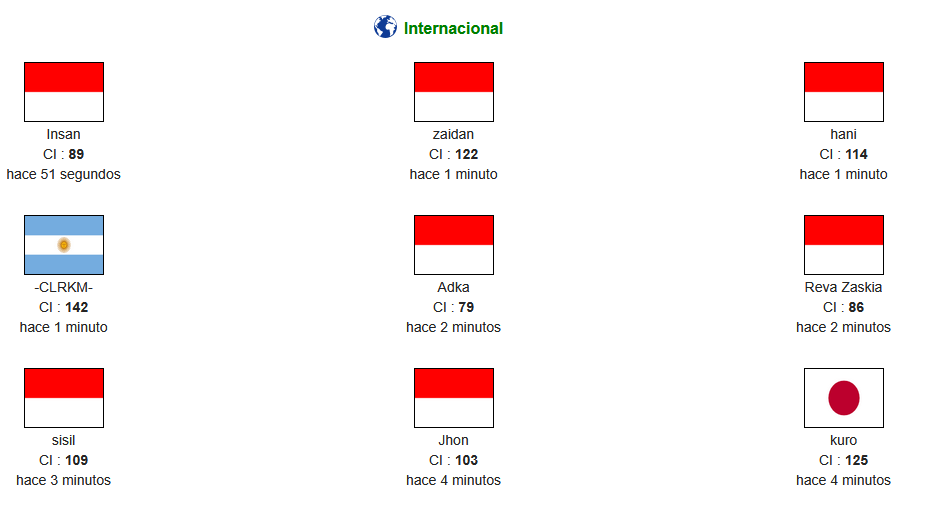 Internacional
Insan
CI : 89
hace 51 segundos
zaidan
CI : 122
hace 1 minuto
hani
CI : 114
hace 1 minuto
-CLRKM-
CI : 142
hace 1 minuto
Adka
CI : 79
hace 2 minutos
Reva Zaskia
CI : 86
hace 2 minutos
sisil
CI : 109
hace 3 minutos
Jhon
CI : 103
hace 4 minutos
kuro
CI : 125
hace 4 minutos